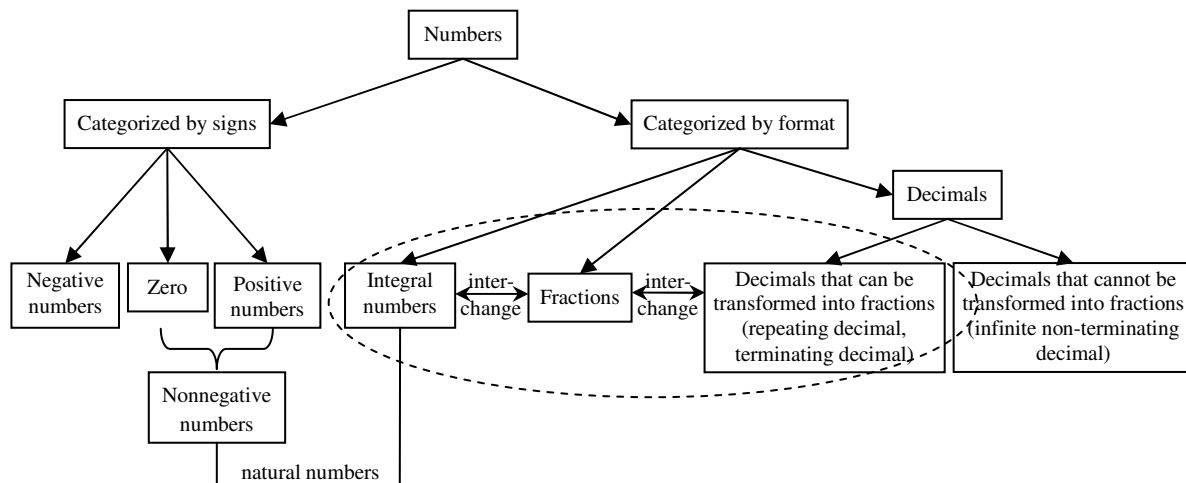 Numbers
Categorized by signs
Categorized by format
Decimals
Negative
numbers
Zero
Positive
numbers
Integral
numbers
inter-
change
Fractions
inter-
change
Decimals that can be
transformed into fractions
(repeating decimal,
terminating decimal)
Decimals that cannot be
transformed into fractions
(infinite non-terminating
decimal)
Nonnegative
numbers
natural numbers